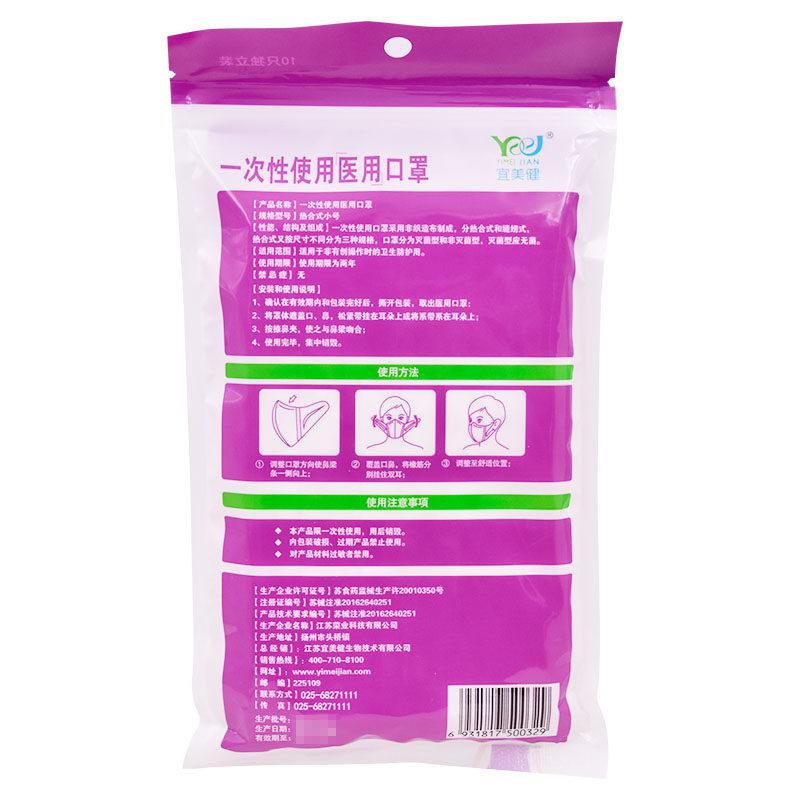 10只独立装
YEEJ®
YIMEI JIAN
宜美健
一次性使用医用口罩
【产品名称】一次性使用医用口罩
【规格型号】热合式小号
【性能、结构及组成】一次性使用口罩采用非织造布制成，分热合式和缝纫式，
热合式又按尺寸不同分为三种规格，口罩分为灭菌型和非灭菌型，灭菌型应无菌。
【适用范围】适用于非有创操作时的卫生防护用。
【使用期限】使用期限为两年
【禁忌症】无
【安装和使用说明】
1、确认在有效期内和包装完好后，撕开包装，取出医用口罩；
2、将罩体遮盖口、鼻，松紧带挂在耳朵上或将系带系在耳朵上；
3、按捺鼻夹，使之与鼻梁吻合；
4、使用完毕，集中销毁。
使用方法
① 调整口罩方向使鼻梁
条一侧向上；
② 覆盖口鼻，将橡筋分
别挂住双耳；
③ 调整至舒适位置；
使用注意事项
◆ 本产品限一次性使用，用后销毁。
◆ 内包装破损、过期产品禁止使用。
◆ 对产品材料过敏者禁用。
【生产企业许可证号】苏食药监械生产许20010350号
【注册证编号】苏械注准20162640251
【产品技术要求编号】苏械注准20162640251
【生产企业名称】江苏荣业科技有限公司
【生产地址】扬州市头桥镇
【总经销】:江苏宜美健生物技术有限公司
【销售热线】:400-710-8100
【网址】:www.yimeijian.com
【邮 编】225109
【联系方式】025-68271111
【传 真】025-68271111
生产批号:
生产日期:
有效期至:
6 931817 500329